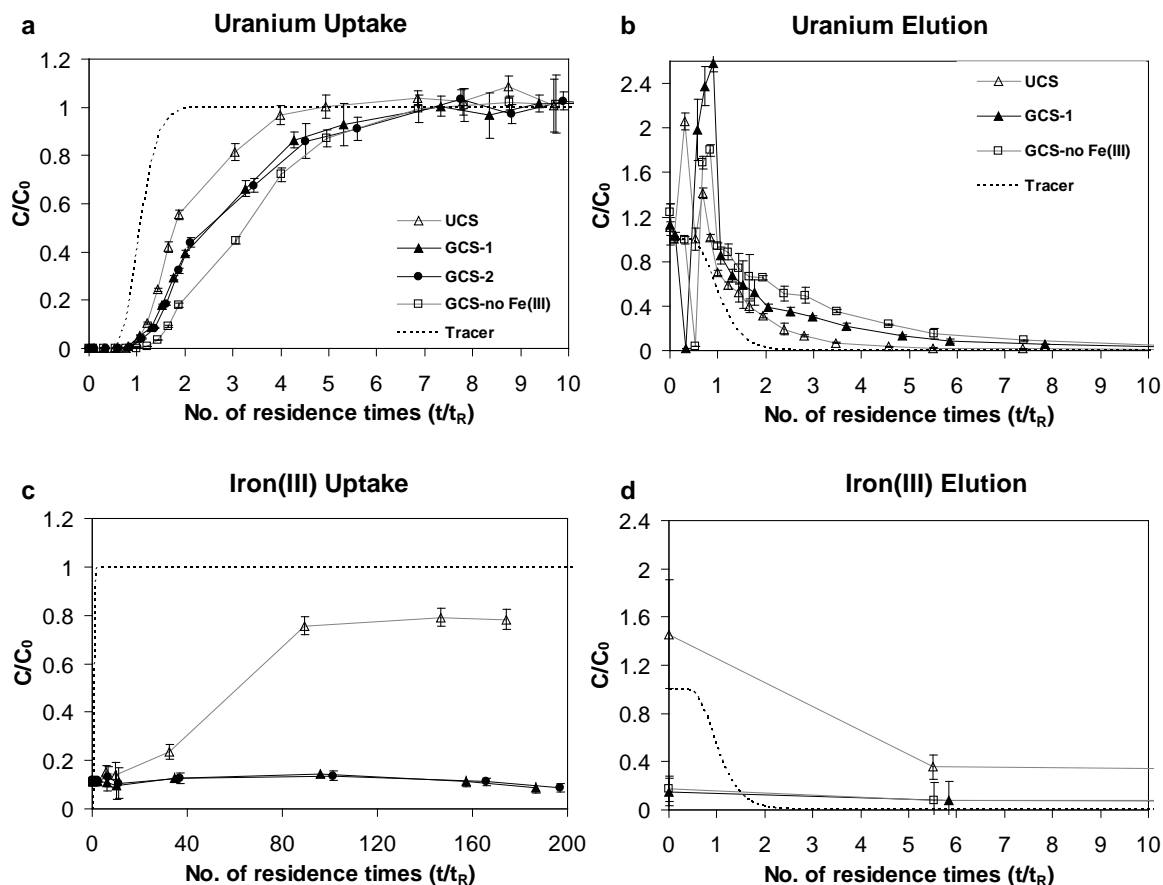 a
Uranium Uptake
1.2
1
0.8
0.6
0.4
0.2
0
C/C0
UCS
GCS-1
GCS-2
GCS-no Fe(III)
Tracer
0 1 2 3 4 5 6 7 8 9 10
No. of residence times (t/tR)
b
Uranium Elution
2.4
2.0
1.6
1.2
0.8
0.4
0.0
C/C0
UCS
GCS-1
GCS-no Fe(III)
Tracer
0 1 2 3 4 5 6 7 8 9 10
No. of residence times (t/tR)
c
Iron(III) Uptake
1.2
1
0.8
0.6
0.4
0.2
0
C/C0
0 40 80 120 160 200
No. of residence times (t/tR)
d
Iron(III) Elution
2.4
2
1.6
1.2
0.8
0.4
0
C/C0
0 1 2 3 4 5 6 7 8 9 10
No. of residence times (t/tR)